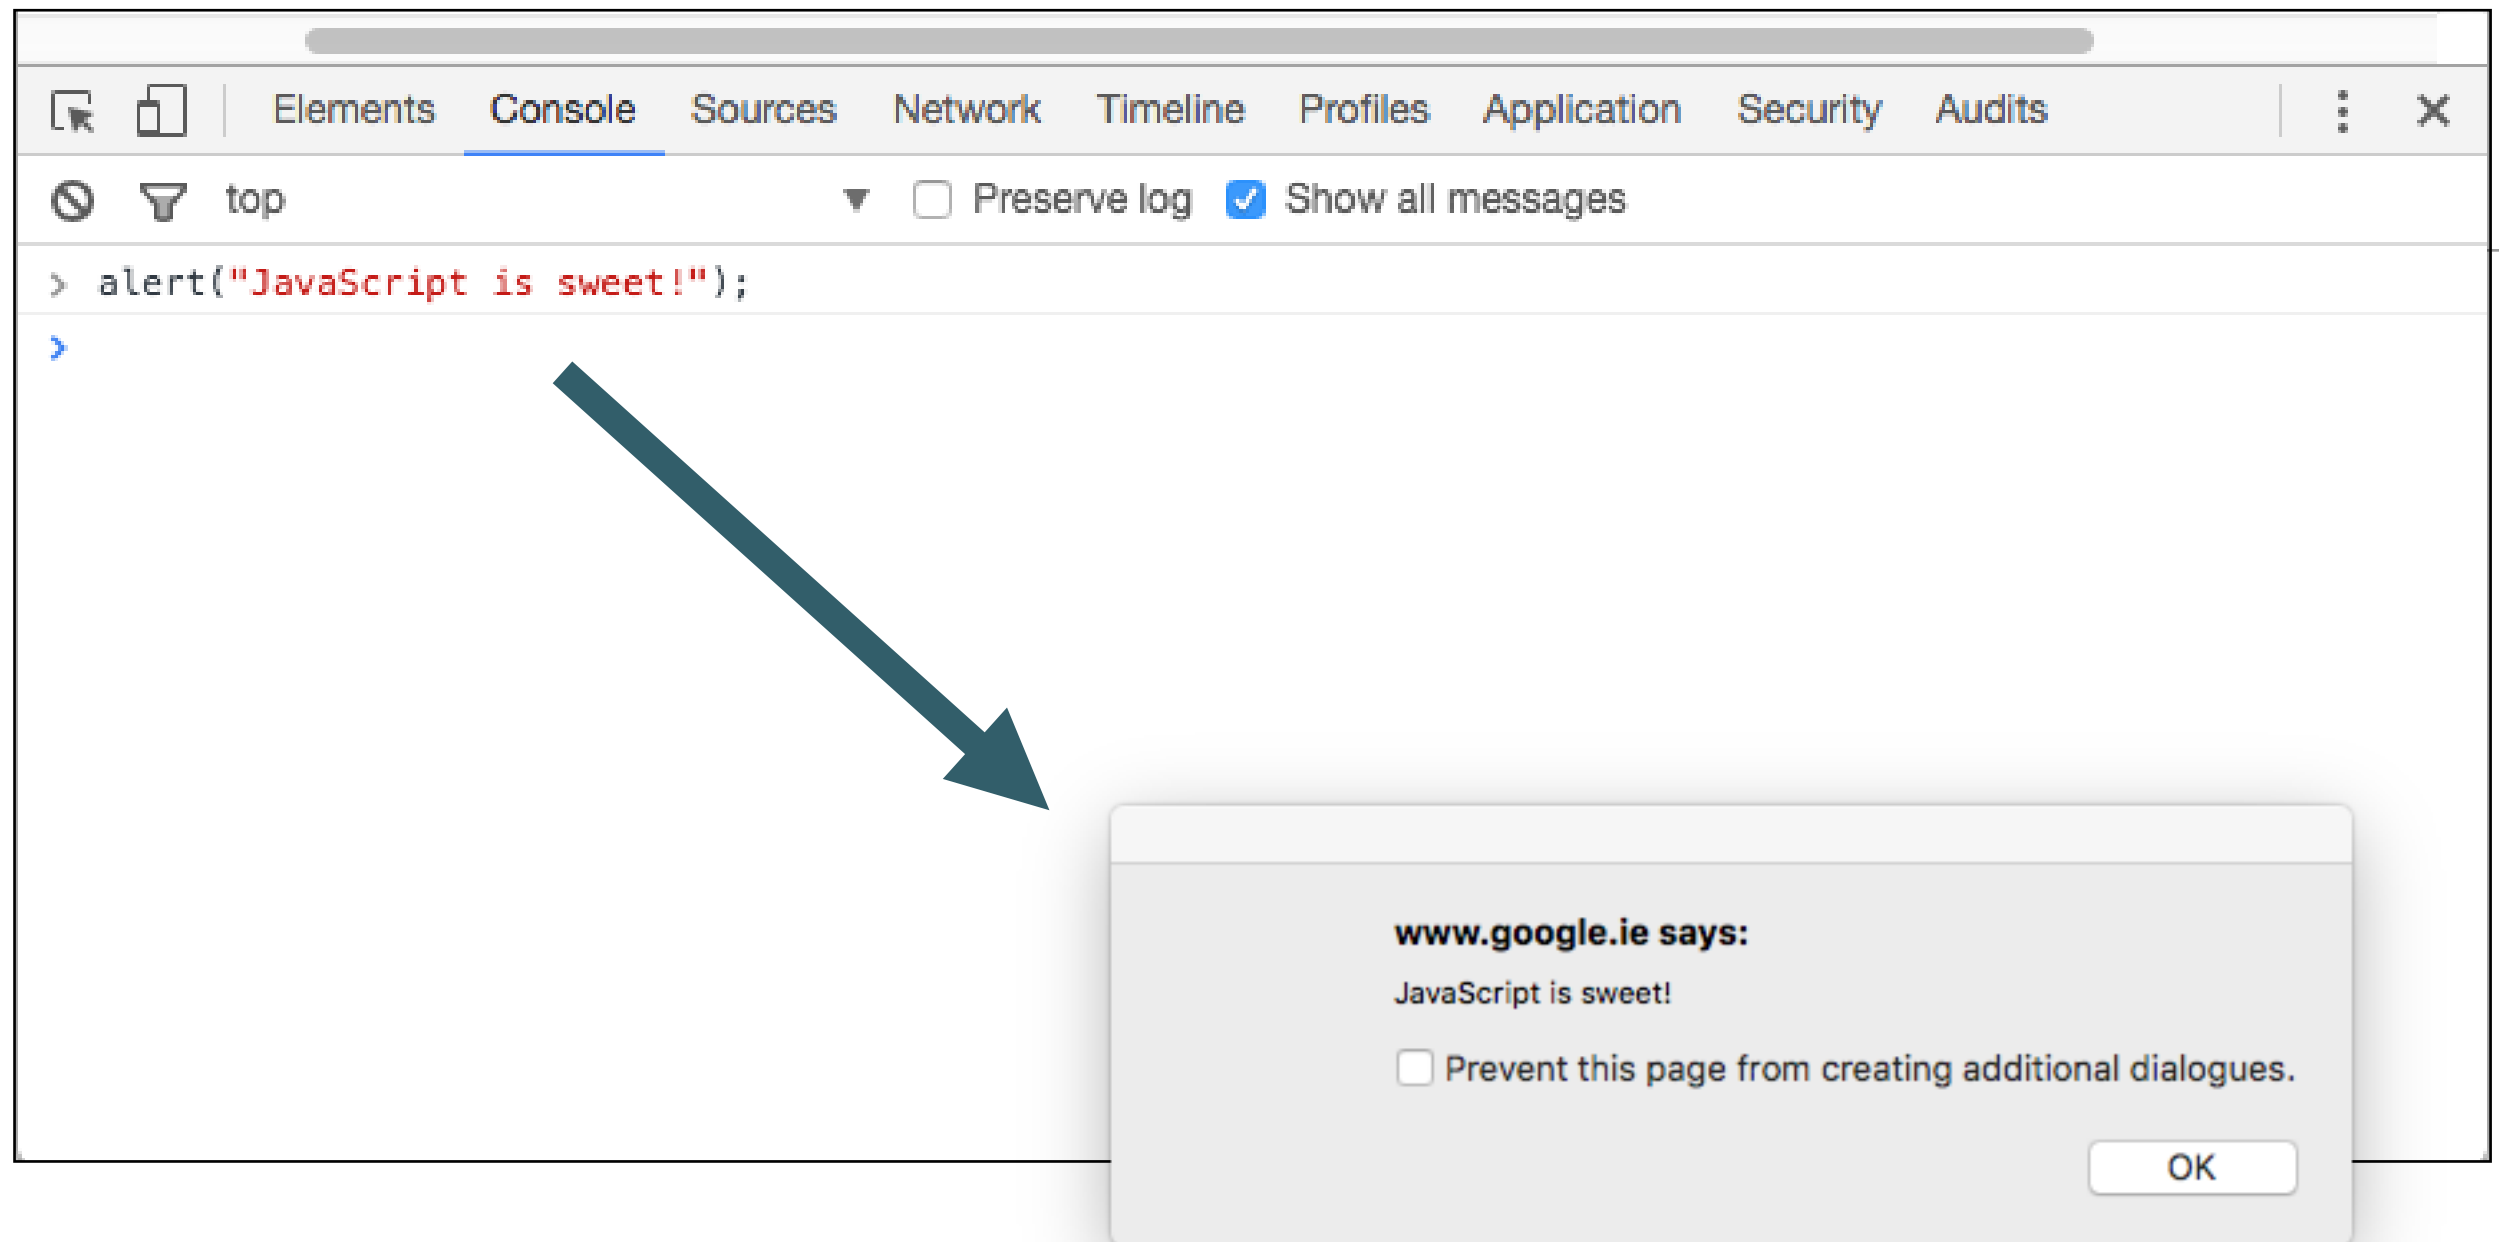 Elements Console Sources Network Timeline Profiles Application Security Audits
top Preserve log Show all messages
> alert("JavaScript is sweet!");
>
www.google.ie says:
JavaScript is sweet!
Prevent this page from creating additional dialogues.
OK